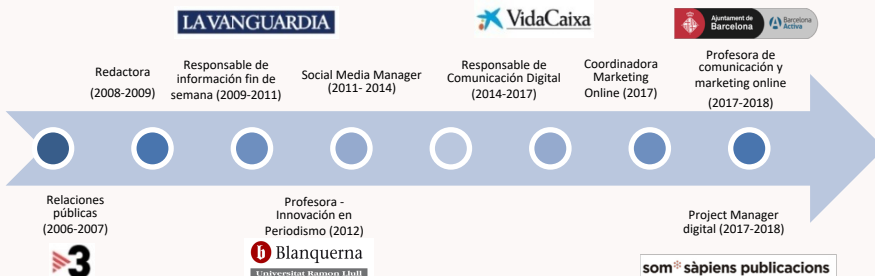 LAVANGUARDIA
VidaCaixa
Ajuntament de
Barcelona
Barcelona
Activa
Redactora
(2008-2009)
Responsable de
información fin de
semana (2009-2011)
Social Media Manager
(2011- 2014)
Responsable de
Comunicación Digital
(2014-2017)
Coordinadora
Marketing
Online (2017)
Profesora de
comunicación y
marketing online
(2017-2018)
Relaciones
públicas
(2006-2007)
3
Profesora -
Innovación en
Periodismo (2012)
b Blanquerna
Universitat Ramon Llull
Project Manager
digital (2017-2018)
som* sàpiens publicacions